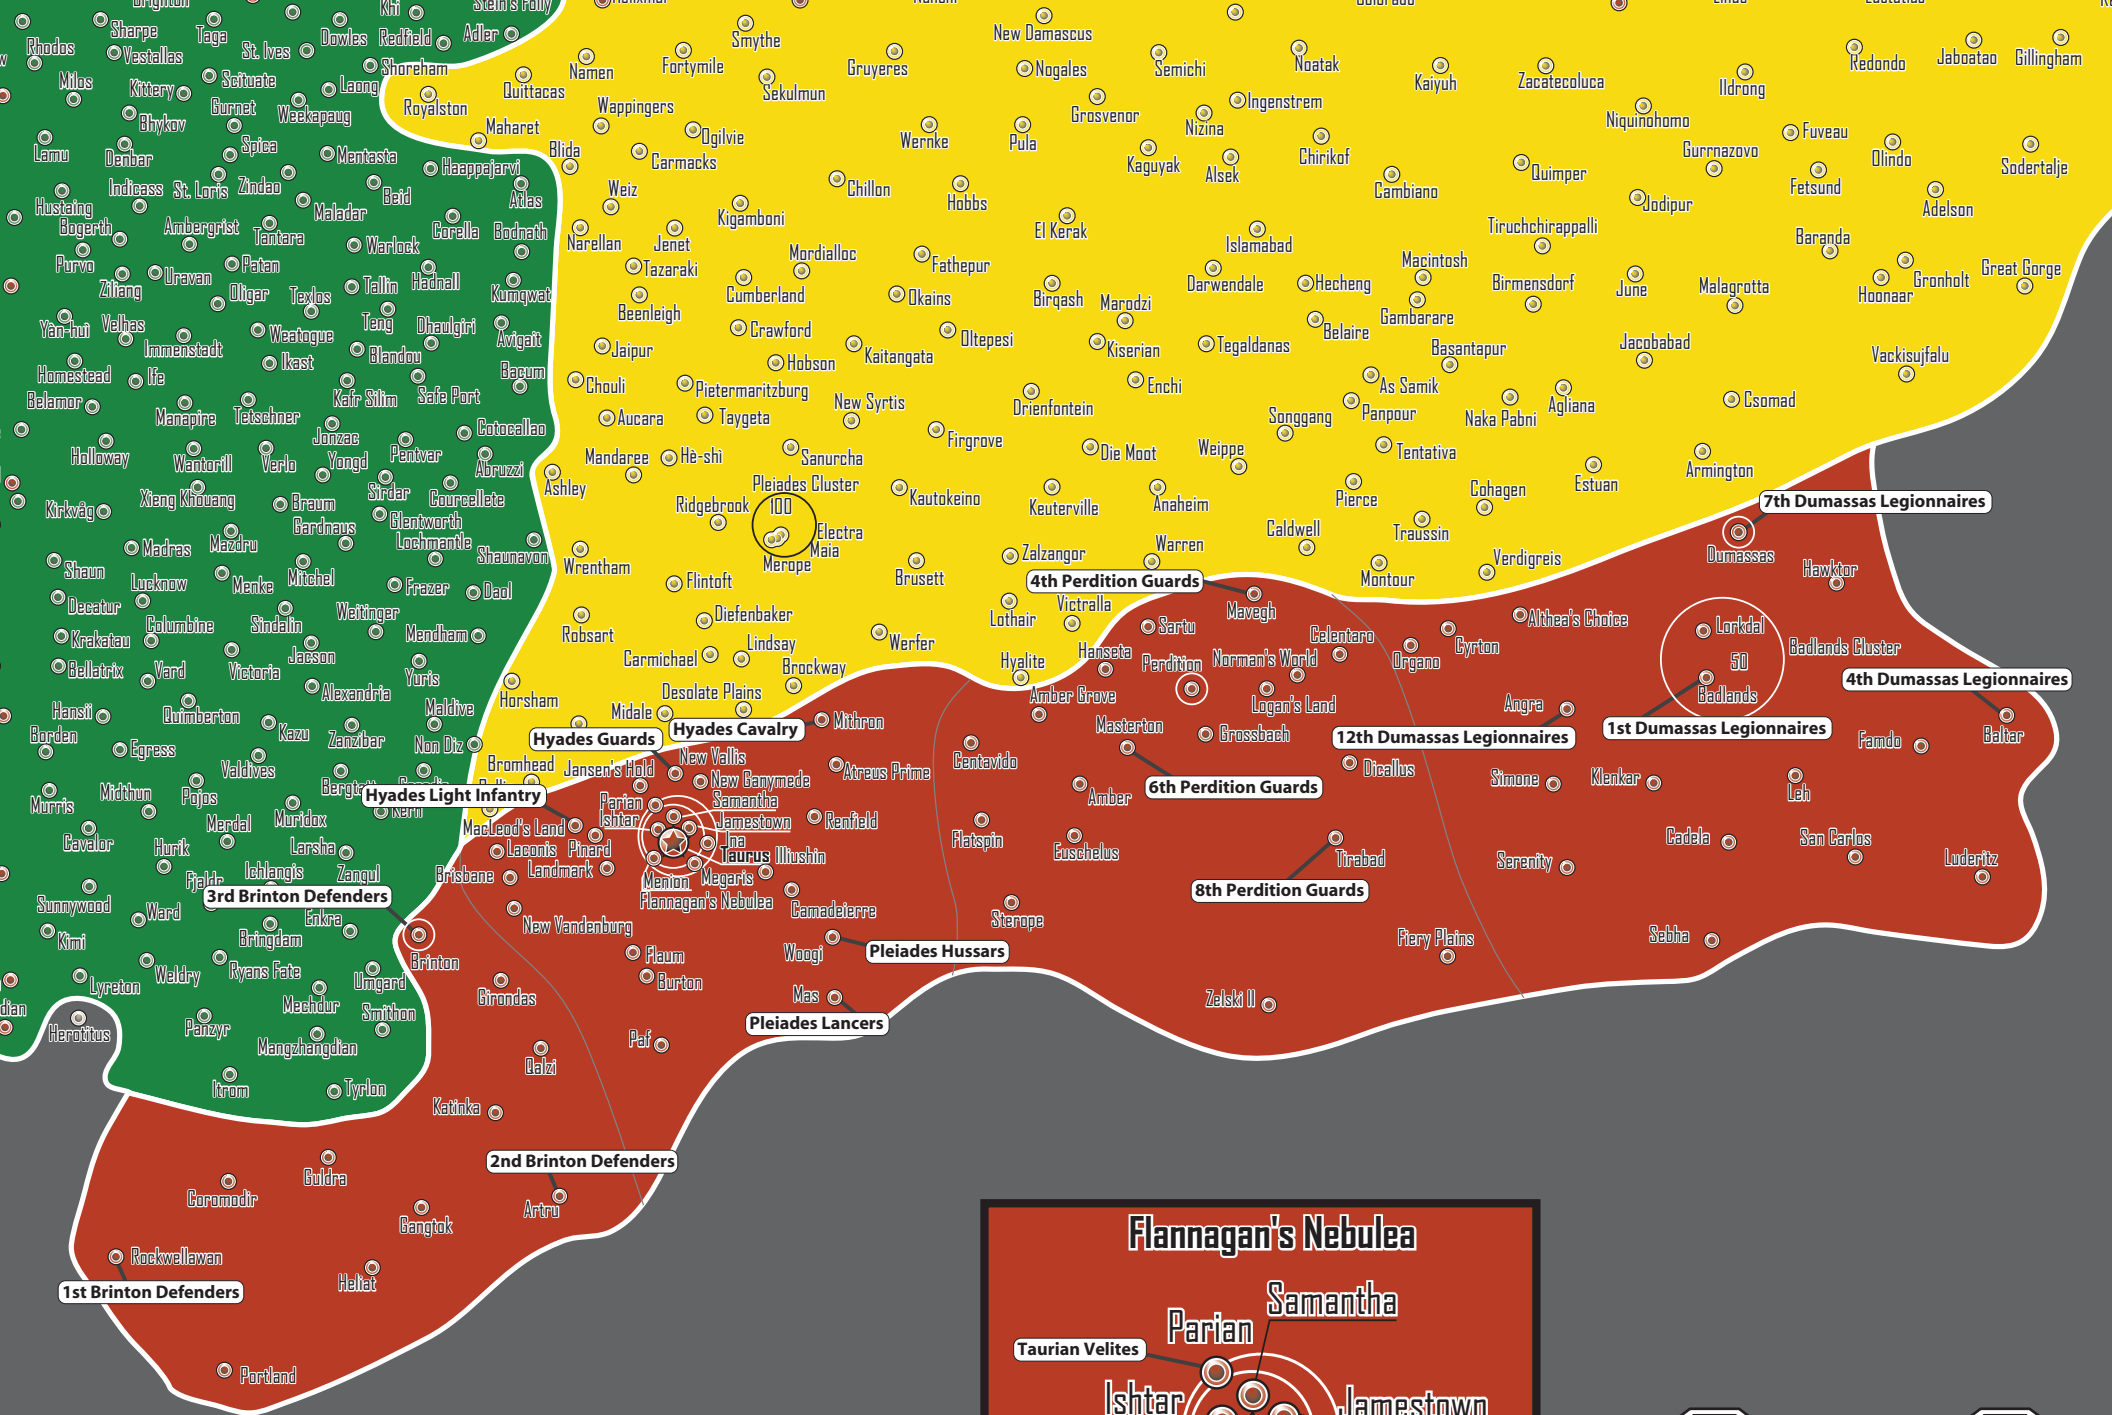 Brighton
Khi
Stein's Folly
Sharpe
Taga
Dowles
Redfield
Adler
Rhodos
Vestallas
St. Ives
Shoreham
Milos
Kittery
Scituate
Laong
Royalston
Gurnet
Weekapaug
Bhykov
Lamu
Denbar
Spica
Mentasta
Haappajarvi
Maharet
Indicass
St. Loris
Zindao
Beid
Atlas
Hustaing
Maladar
Bogerth
Ambergrist
Tantara
Warlock
Corella
Bodnath
Purvo
Ziliang
Uravan
Patan
Oligar
Texlos
Tallin
Hadnall
Kumqwat
Yan-hui
Velhas
Immenstadt
Weatogue
Teng
Dhaulgiri
Avigait
Homestead
Ife
Ikast
Blandou
Bacum
Belamor
Manapire
Tetschner
Kafr Silim
Safe Port
Holloway
Wantorill
Verlo
Jonzac
Yongd
Pentvar
Cotocallao
Abruzzi
Kirkvåg
Xieng Khouang
Braum
Sirdar
Courcellete
Gardnaus
Glentworth
Madras
Mazdru
Lochmantle
Shaunavon
Shaun
Lucknow
Menke
Mitchel
Frazer
Daol
Decatur
Columbine
Sindalin
Weitinger
Krakatau
Mendham
Bellatrix
Vard
Victoria
Jacson
Yuris
Alexandria
Hansii
Quimberton
Kazu
Zanzibar
Maldive
Borden
Egress
Valdives
Non Diz
Murris
Midthun
Pojos
Muridox
Kern
Cavalor
Merdal
Hurik
Larsha
Ichlangis
Zangul
Sunnywood
Ward
Enkra
Kimi
Bringdam
Lyreton
Weldry
Ryans Fate
Umgard
Herotitus
Panzyr
Mechdur
Smithon
Mangzhangdian
Itrom
Tyrlon
Smythe
New Damascus
Namen
Fortymile
Gruyeres
Nogales
Semichi
Noatak
Kaiyuh
Zacatecoluca
Ildrong
Redondo
Jaboatao
Gillingham
Quittacas
Sekulmun
Wappingers
Grosvenor
Ingenstrem
Niquinohomo
Ogilvie
Wernke
Pula
Nizina
Chirikof
Fuveau
Blida
Carmacks
Kaguyak
Alsek
Gurrnazovo
Olindo
Sodertalje
Weiz
Chillon
Hobbs
Cambiano
Quimper
Fetsund
Adelson
Kigamboni
Jodipur
Narellan
Jenet
El Kerak
Islamabad
Tiruchchirappalli
Baranda
Tazaraki
Mordialloc
Fathepur
Macintosh
Gronholt
Great Gorge
Cumberland
Okains
Birqash
Darwendale
Hecheng
Birmensdorf
June
Malagrotta
Hoonaar
Beenleigh
Crawford
Marodzi
Gambarare
Belaire
Jaipur
Hobson
Kaitangata
Oltepesi
Kiserian
Tegaldanas
Basantapur
Jacobabad
Vackisujfalu
Chouli
Pietermaritzburg
Enchi
As Samik
Aucara
Taygeta
New Syrtis
Drienfontein
Songgang
Panpour
Naka Pabni
Agliana
Csomad
Mandaree
Hè-shì
Sanurcha
Firgrove
Die Moot
Weippe
Tentativa
Ashley
Pleiades Cluster
Armington
Ridgebrook
100
Kautokeino
Keuterville
Anaheim
Pierce
Cohagen
Estuan
Electra
Maia
Merope
Caldwell
Traussin
Wrentham
Flintoft
Brusett
Zalzangor
Warren
Montour
Verdigreis
Robsart
Diefenbaker
Lothair
Victralla
Lindsay
Werfer
Carmichael
Brockway
Hyalite
Horsham
Desolate Plains
Midale
Bromhead
7th Dumassas Legionnaires
Dumassas
Hawktor
4th Perdition Guards
Mavegh
Sartu
Celentaro
Althea's Choice
Lorkdal
Cyrton
Organo
Badlands Cluster
50
Hanseta
Perdition
Norman's World
4th Dumassas Legionnaires
Amber Grove
Logan's Land
Badlands
Angra
1st Dumassas Legionnaires
Masterton
Grossbach
12th Dumassas Legionnaires
Famdo
Baltar
Hyades Cavalry
Mithron
Hyades Guards
New Vallis
Centavido
Dicallus
Simone
Klenkar
Leh
Jansen's Hold
New Ganymede
Atreus Prime
6th Perdition Guards
Amber
Hyades Light Infantry
Parian
Samantha
Ishtar
Jamestown
Renfield
MacLeod's Land
Ina
Flatspin
Euschelus
Cadela
San Carlos
Laconis
Pinard
Taurus
Illiushin
Tirabad
Serenity
Luderitz
Brisbane
Landmark
Menion
Megaris
8th Perdition Guards
3rd Brinton Defenders
Flannagan's Nebulea
Camadeierre
Sterope
New Vandenburg
Fiery Plains
Sebha
Brinton
Flaum
Woogi
Pleiades Hussars
Girondas
Burton
Mas
Zelski II
Pleiades Lancers
Paf
Qalzi
Katinka
2nd Brinton Defenders
Guldra
Coromodir
Artru
Gangtok
Rockwellawan
Heliat
1st Brinton Defenders
Portland
Flannagan's Nebulea
Samantha
Parian
Taurian Velites
Ishtar
Jamestown